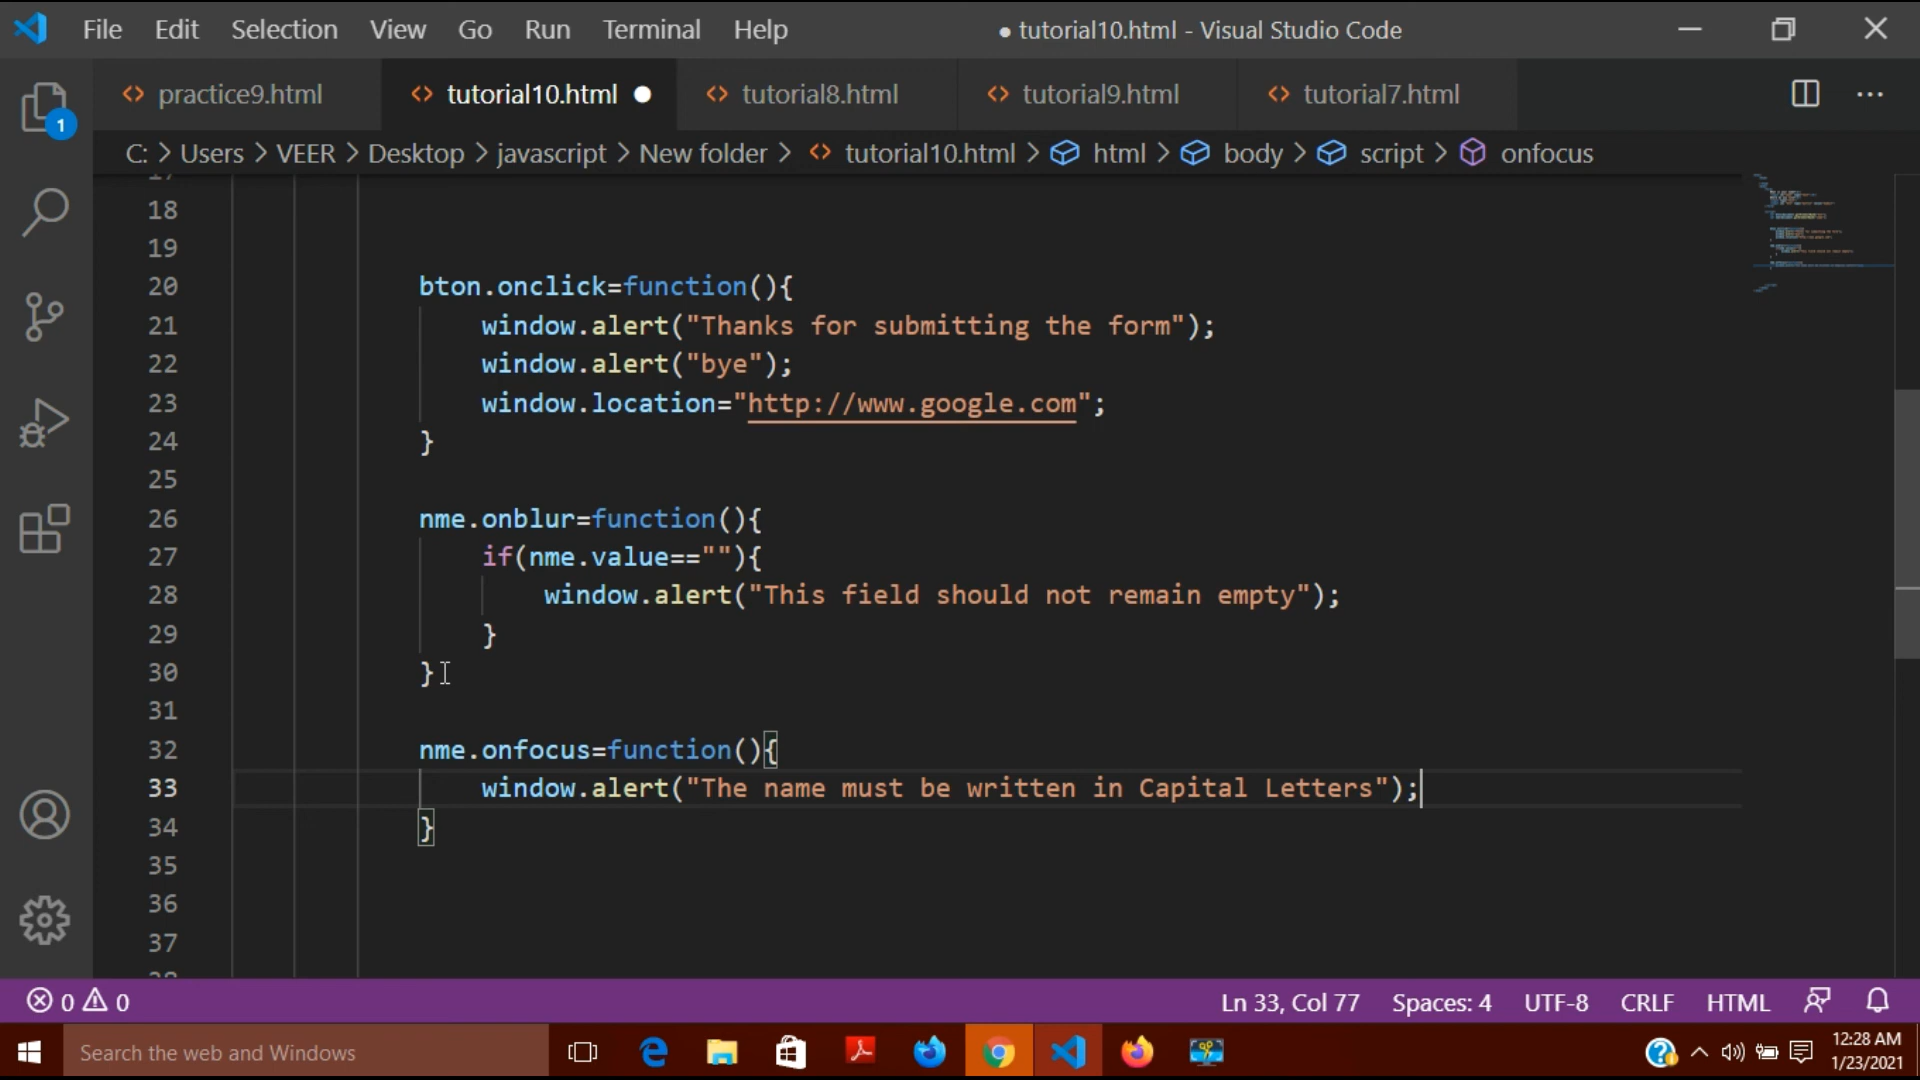 File Edit Selection View Go Run Terminal Help ● tutorial10.html - Visual Studio Code
practice9.html tutorial10.html tutorial8.html tutorial9.html tutorial7.html
1
C: > Users > VEER > Desktop > javascript > New folder > tutorial10.html > html > body > script > onfocus
18
19
20 bton.onclick=function(){
21 window.alert("Thanks for submitting the form");
22 window.alert("bye");
23 window.location="http://www.google.com";
24 }
25
26 nme.onblur=function(){
27 if(nme.value==""){
28 window.alert("This field should not remain empty");
29 }
30 }
31
32 nme.onfocus=function(){
33 window.alert("The name must be written in Capital Letters");
34 }
35
36
37
0 0 Ln 33, Col 77 Spaces: 4 UTF-8 CRLF HTML
Search the web and Windows
12:28 AM
1/23/2021